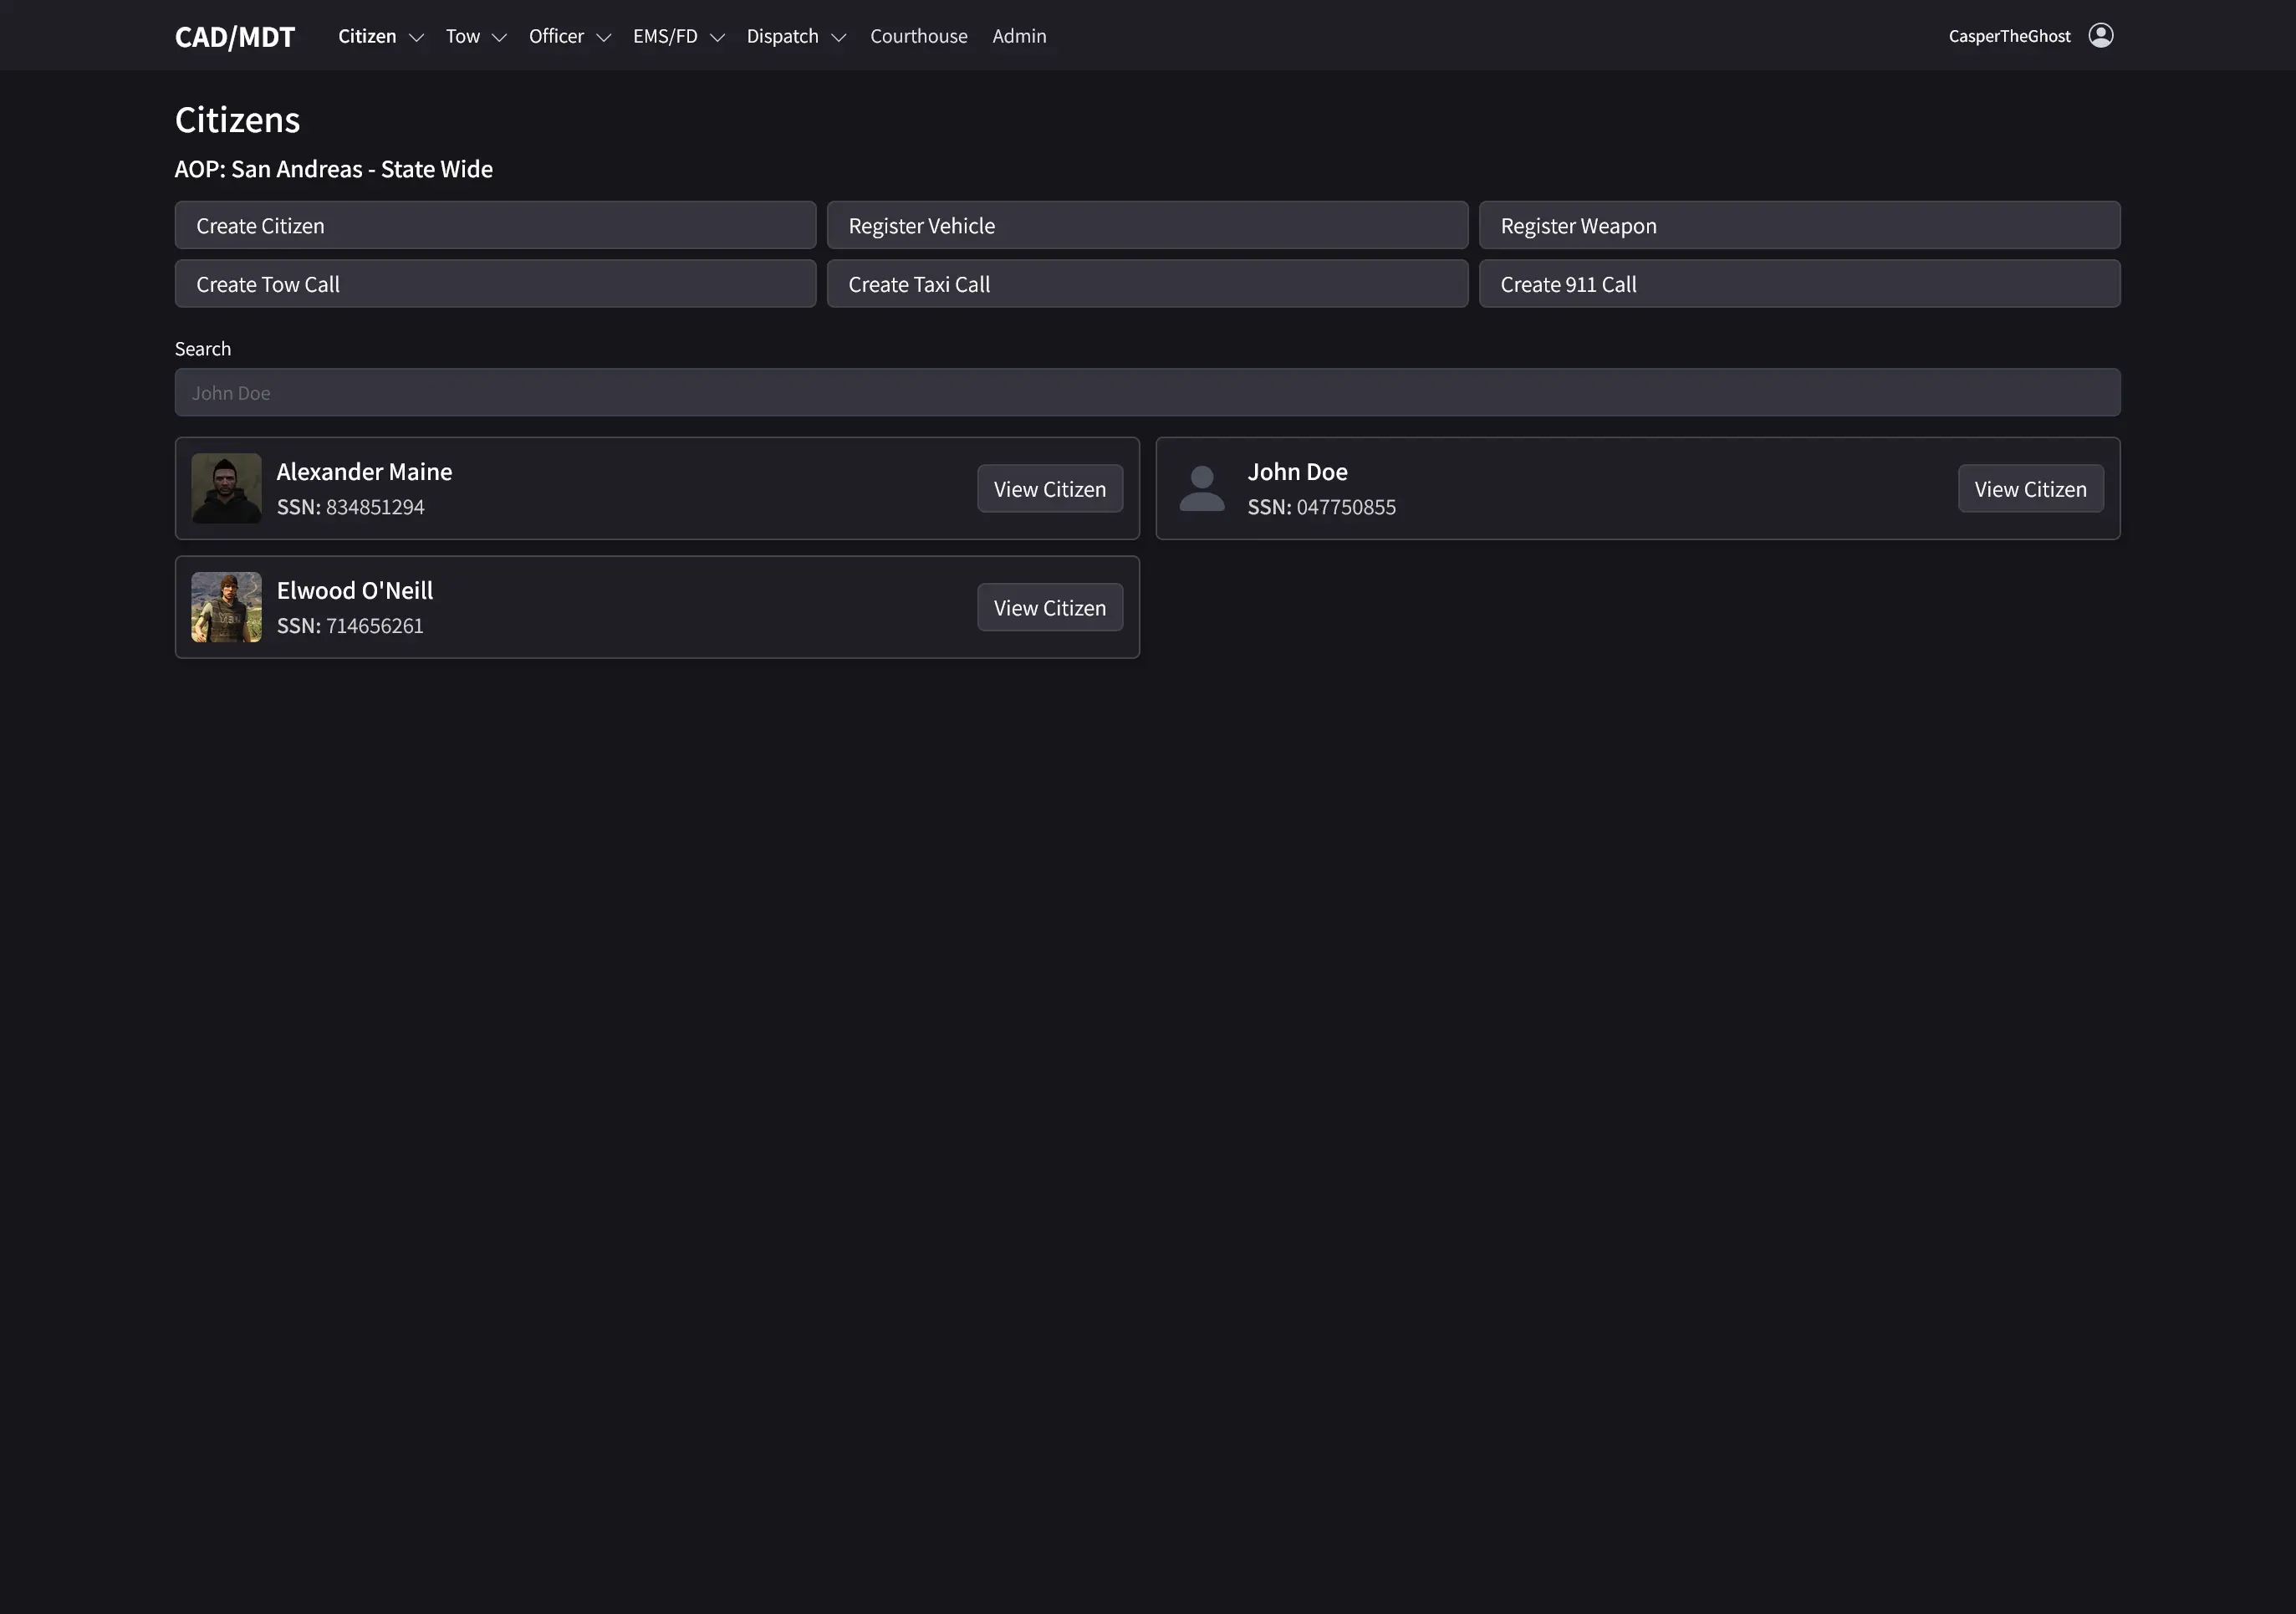 CAD/MDT Citizen Tow Officer EMS/FD Dispatch Courthouse Admin CasperTheGhost
Citizens
AOP: San Andreas - State Wide
Create Citizen Register Vehicle Register Weapon
Create Tow Call Create Taxi Call Create 911 Call
Search
John Doe
Alexander Maine
SSN: 834851294
View Citizen
John Doe
SSN: 047750855
View Citizen
Elwood O'Neill
SSN: 714656261
View Citizen